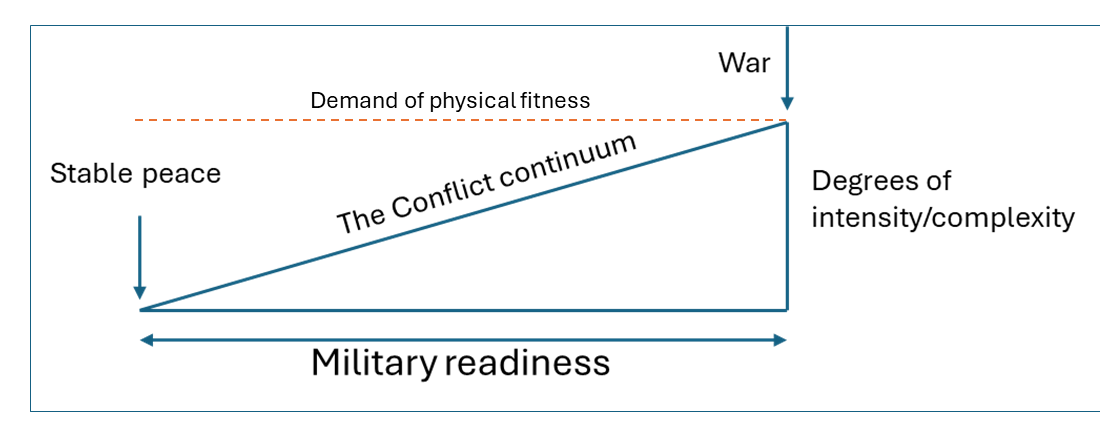 War
Demand of physical fitness
The Conflict continuum
Stable peace
Degrees of
intensity/complexity
Military readiness